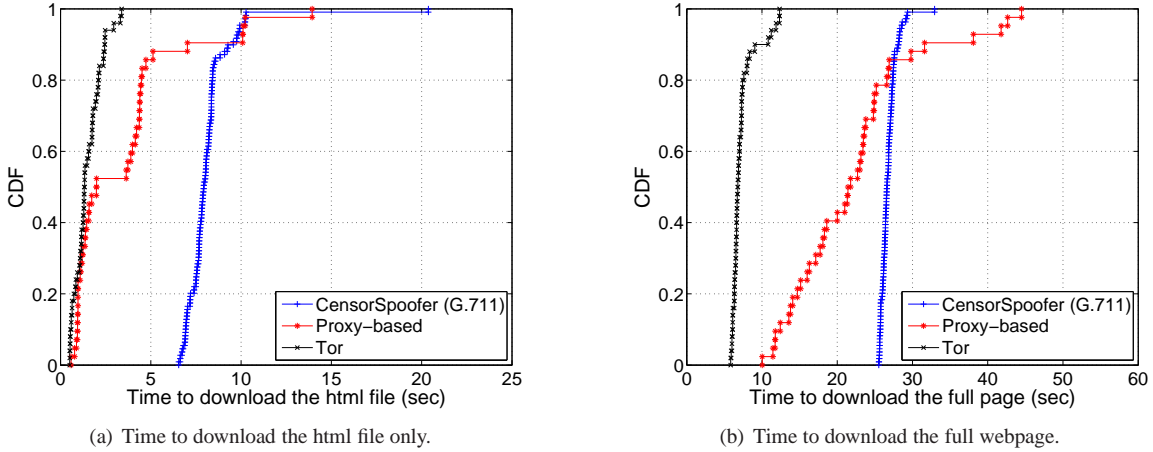 1
0.8
0.6
0.4
0.2
0
CDF
0 5 10 15 20 25
Time to download the html file (sec)
CensorSpoofer (G.711)
Proxy−based
Tor
(a) Time to download the html file only.
1
0.8
0.6
0.4
0.2
0
CDF
0 10 20 30 40 50 60
Time to download the full page (sec)
CensorSpoofer (G.711)
Proxy−based
Tor
(b) Time to download the full webpage.